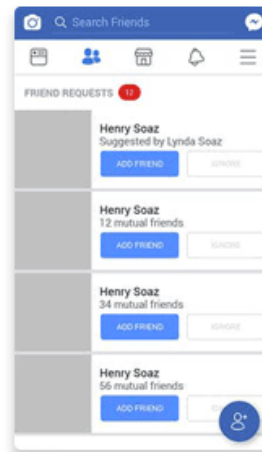 Search Friends
FRIEND REQUESTS 12
Henry Soaz
Suggested by Lynda Soaz
ADD FRIEND IGNORE
Henry Soaz
12 mutual friends
ADD FRIEND IGNORE
Henry Soaz
34 mutual friends
ADD FRIEND IGNORE
Henry Soaz
56 mutual friends
ADD FRIEND